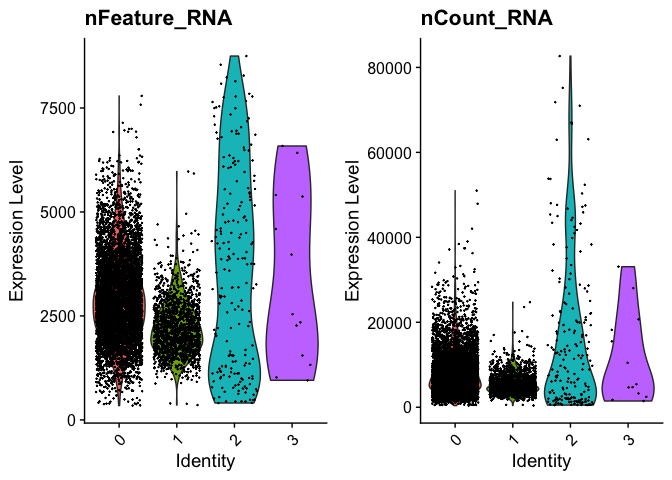 nFeature_RNA
Expression Level
7500
5000
2500
0
0
1
2
3
Identity
nCount_RNA
Expression Level
80000
60000
40000
20000
0
0
1
2
3
Identity